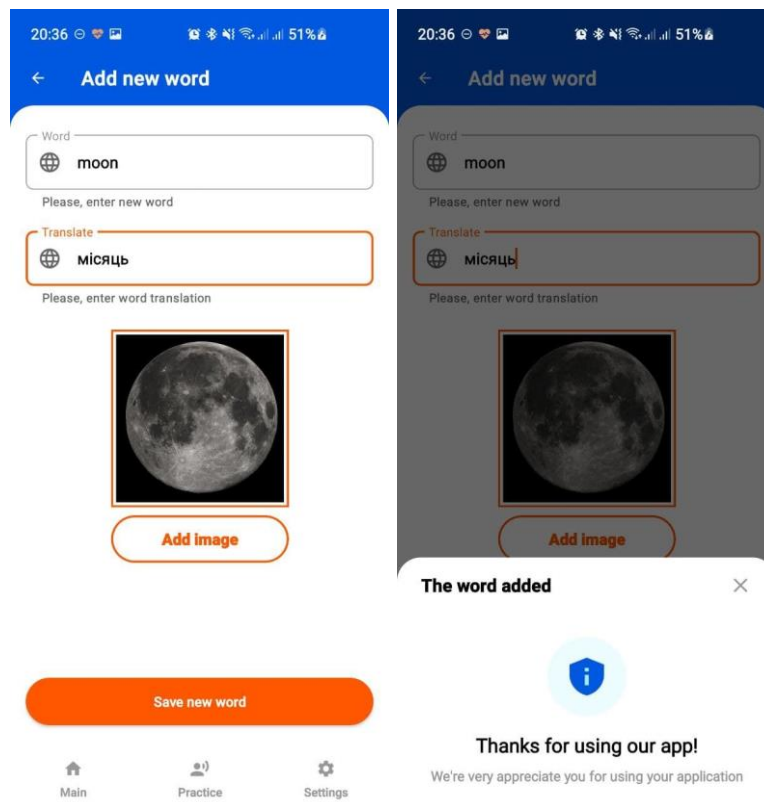 20:36 51%
Add new word
Word
moon
Please, enter new word
Translate
місяць
Please, enter word translation
Add image
Save new word
Main Practice Settings
20:36 51%
Add new word
Word
moon
Please, enter new word
Translate
місяць
Please, enter word translation
Add image
The word added
Thanks for using our app!
We're very appreciate you for using your application